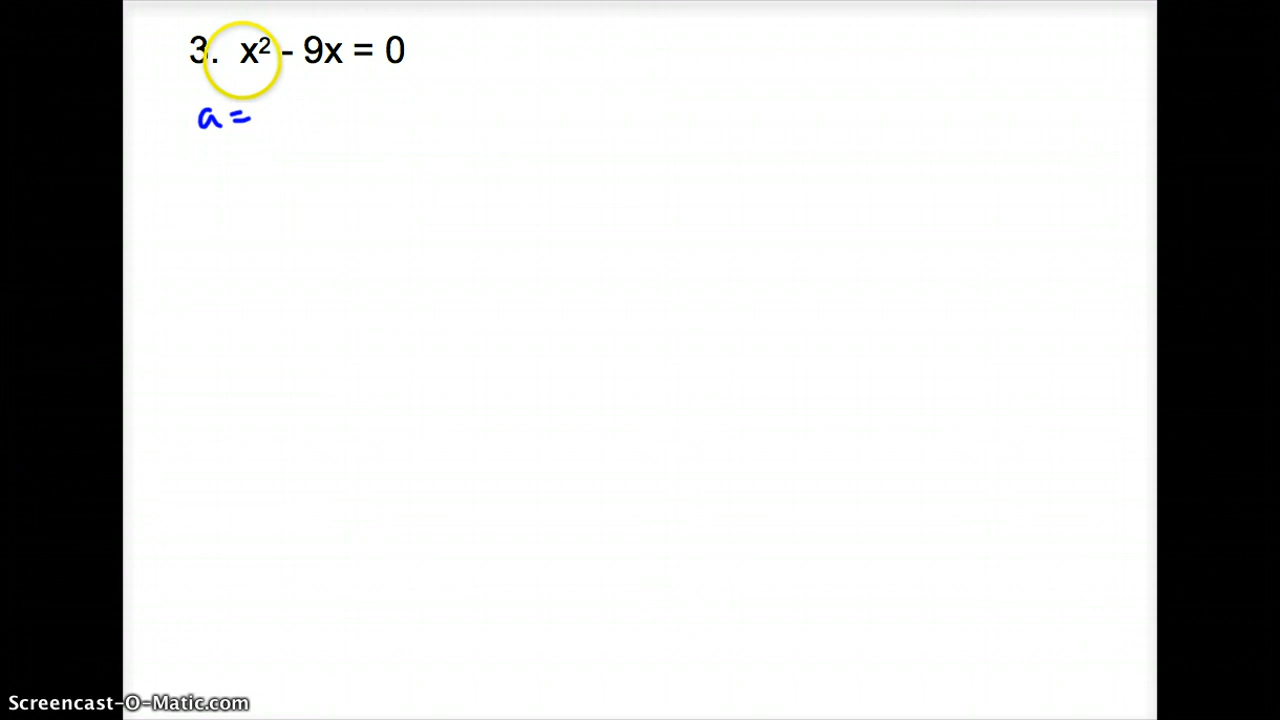 3. x² - 9x = 0
a =
Screencast-O-Matic.com